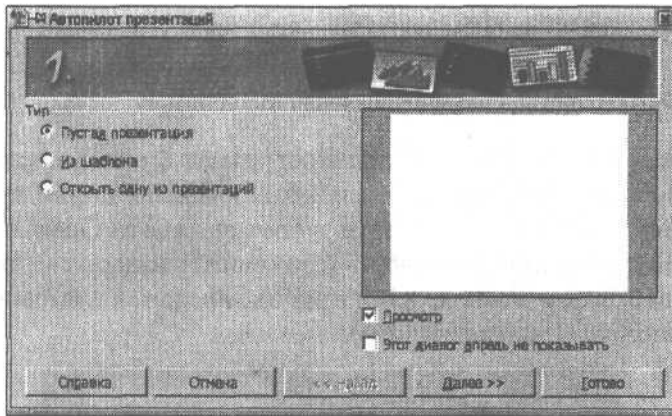 Автопилот презентаций
1.
Тип
Пустая презентация
Из шаблона
Открыть одну из презентаций
Просмотр
Этот диалог впредь не показывать
Справка
Отмена
<< Назад
Далее >>
Готово